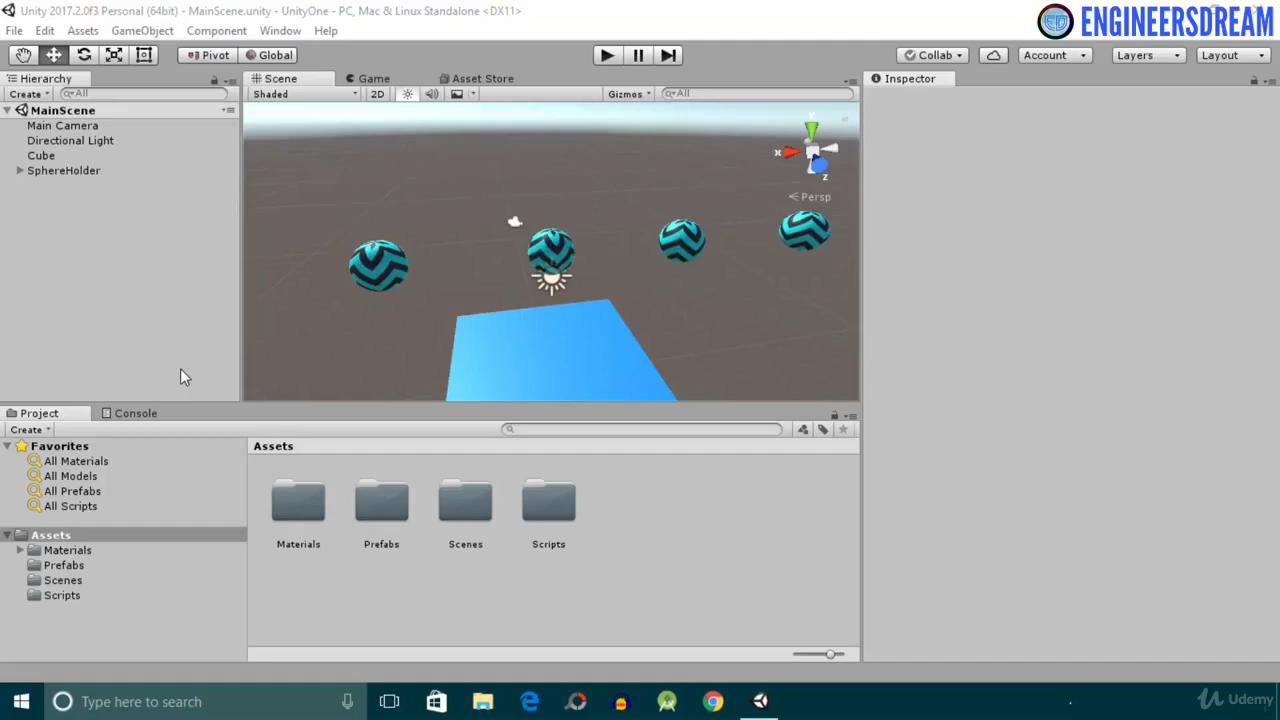 Unity 2017.2.0f3 Personal (64bit) - MainScene.unity - UnityOne - PC, Mac & Linux Standalone <DX11>
ENGINEERSDREAM
File Edit Assets GameObject Component Window Help
Pivot Global Collab Account Layers Layout
Hierarchy Scene Game Asset Store Inspector
Create All Shaded 2D Gizmos All
MainScene
Main Camera
Directional Light
Cube
SphereHolder
y
x
z
Persp
Project Console
Create
Favorites Assets
All Materials
All Models
All Prefabs
All Scripts
Assets
Materials
Prefabs
Scenes
Scripts
Materials Prefabs Scenes Scripts
Type here to search
Udemy